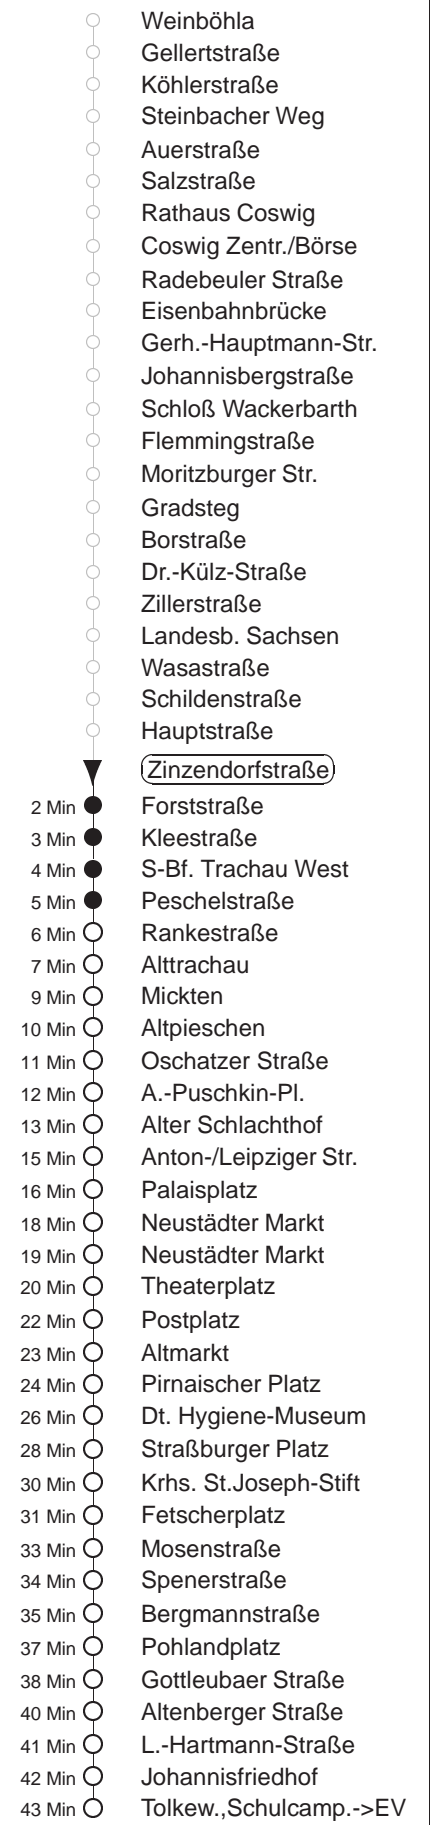 Weinböhla
Gellertstraße
Köhlerstraße
Steinbacher Weg
Auerstraße
Salzstraße
Rathaus Coswig
Coswig Zentr./Börse
Radebeuler Straße
Eisenbahnbrücke
Gerh.-Hauptmann-Str.
Johannisbergstraße
Schloß Wackerbarth
Flemmingstraße
Moritzburger Str.
Gradsteg
Borstraße
Dr.-Külz-Straße
Zillerstraße
Landesb. Sachsen
Wasastraße
Schildenstraße
Hauptstraße
Zinzendorfstraße
2 Min Forststraße
3 Min Kleestraße
4 Min S-Bf. Trachau West
5 Min Peschelstraße
6 Min Rankestraße
7 Min Alttrachau
9 Min Mickten
10 Min Altpieschen
11 Min Oschatzer Straße
12 Min A.-Puschkin-Pl.
13 Min Alter Schlachthof
15 Min Anton-/Leipziger Str.
16 Min Palaisplatz
18 Min Neustädter Markt
19 Min Neustädter Markt
20 Min Theaterplatz
22 Min Postplatz
23 Min Altmarkt
24 Min Pirnaischer Platz
26 Min Dt. Hygiene-Museum
28 Min Straßburger Platz
30 Min Krhs. St.Joseph-Stift
31 Min Fetscherplatz
33 Min Mosenstraße
34 Min Spenerstraße
35 Min Bergmannstraße
37 Min Pohlandplatz
38 Min Gottleubaer Straße
40 Min Altenberger Straße
41 Min L.-Hartmann-Straße
42 Min Johannisfriedhof
43 Min Tolkew.,Schulcamp.->EV